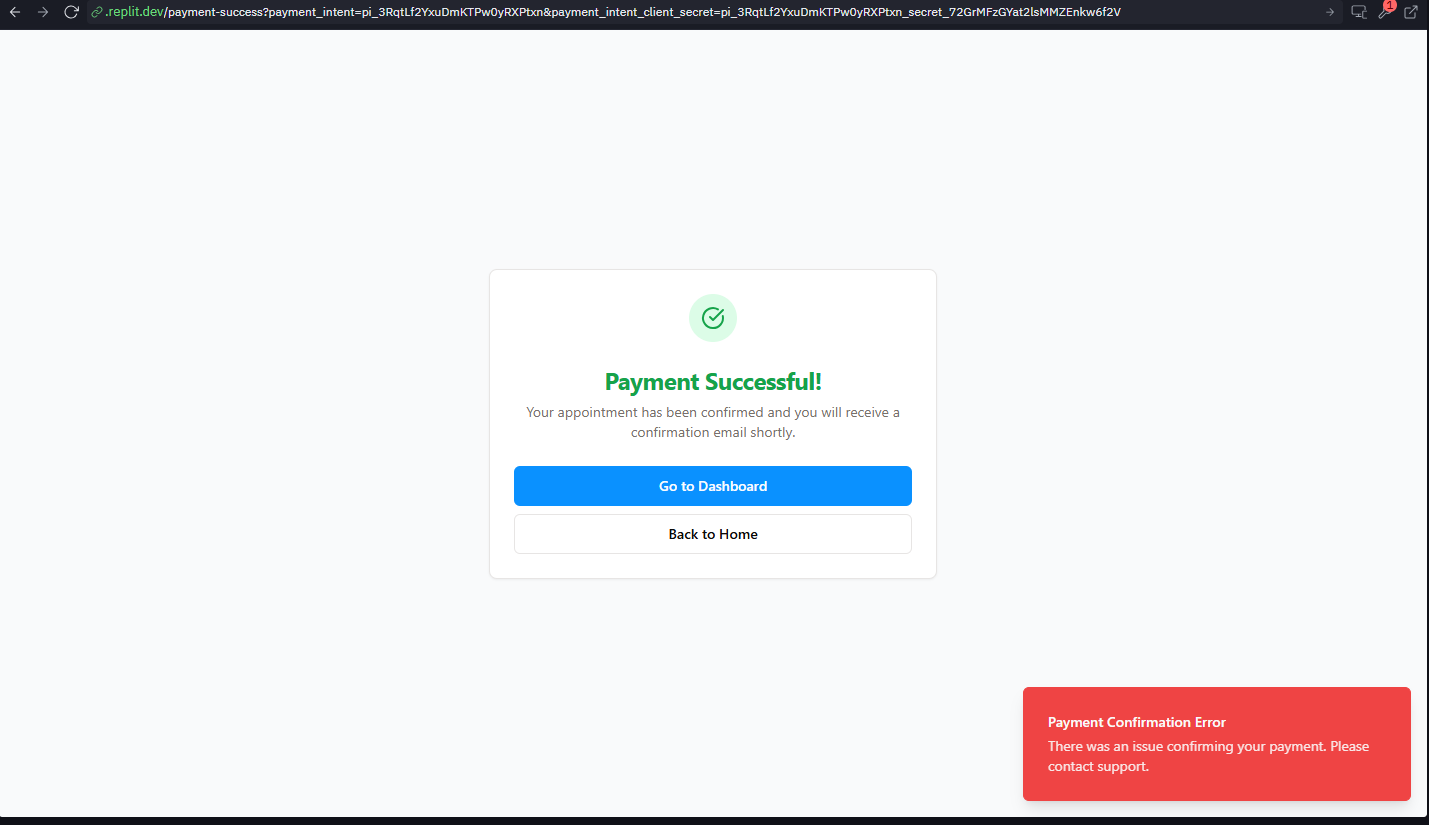 .replit.dev/payment-success?payment_intent=pi_3RqtLf2YxuDmKTPw0yRXPtxn&payment_intent_client_secret=pi_3RqtLf2YxuDmKTPw0yRXPtxn_secret_72GrMFzGYat2lsMMZEnkw6f2V
1
Payment Successful!
Your appointment has been confirmed and you will receive a
confirmation email shortly.
Go to Dashboard
Back to Home
Payment Confirmation Error
There was an issue confirming your payment. Please
contact support.